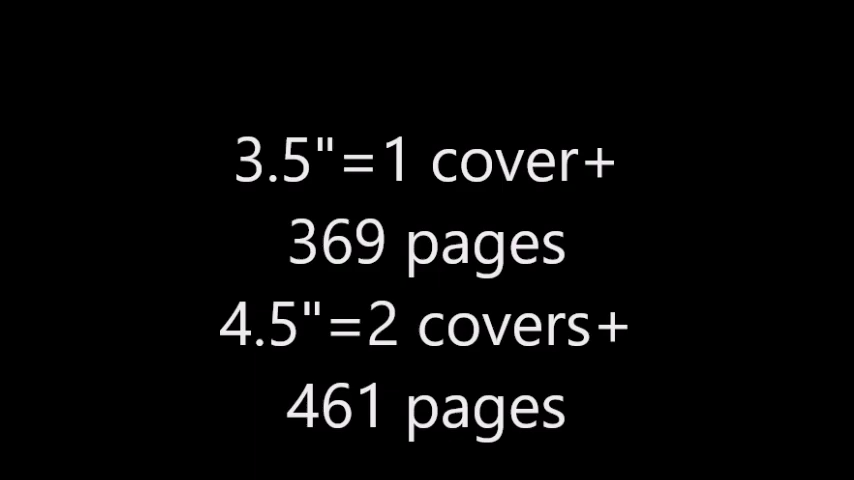 3.5"=1 cover+
369 pages
4.5"=2 covers+
461 pages